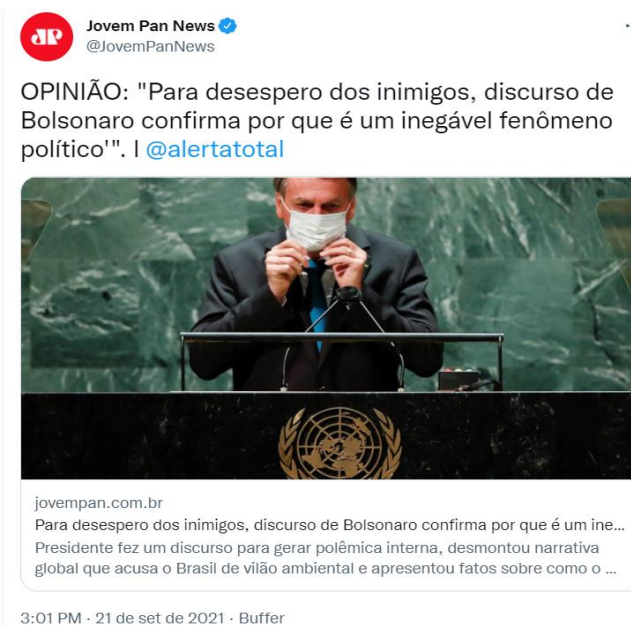 JP
Jovem Pan News
@JovemPanNews
OPINIÃO: "Para desespero dos inimigos, discurso de
Bolsonaro confirma por que é um inegável fenômeno
político'". l @alertatotal
jovempan.com.br
Para desespero dos inimigos, discurso de Bolsonaro confirma por que é um ine...
Presidente fez um discurso para gerar polêmica interna, desmontou narrativa
global que acusa o Brasil de vilão ambiental e apresentou fatos sobre como o ...
3:01 PM · 21 de set de 2021 · Buffer